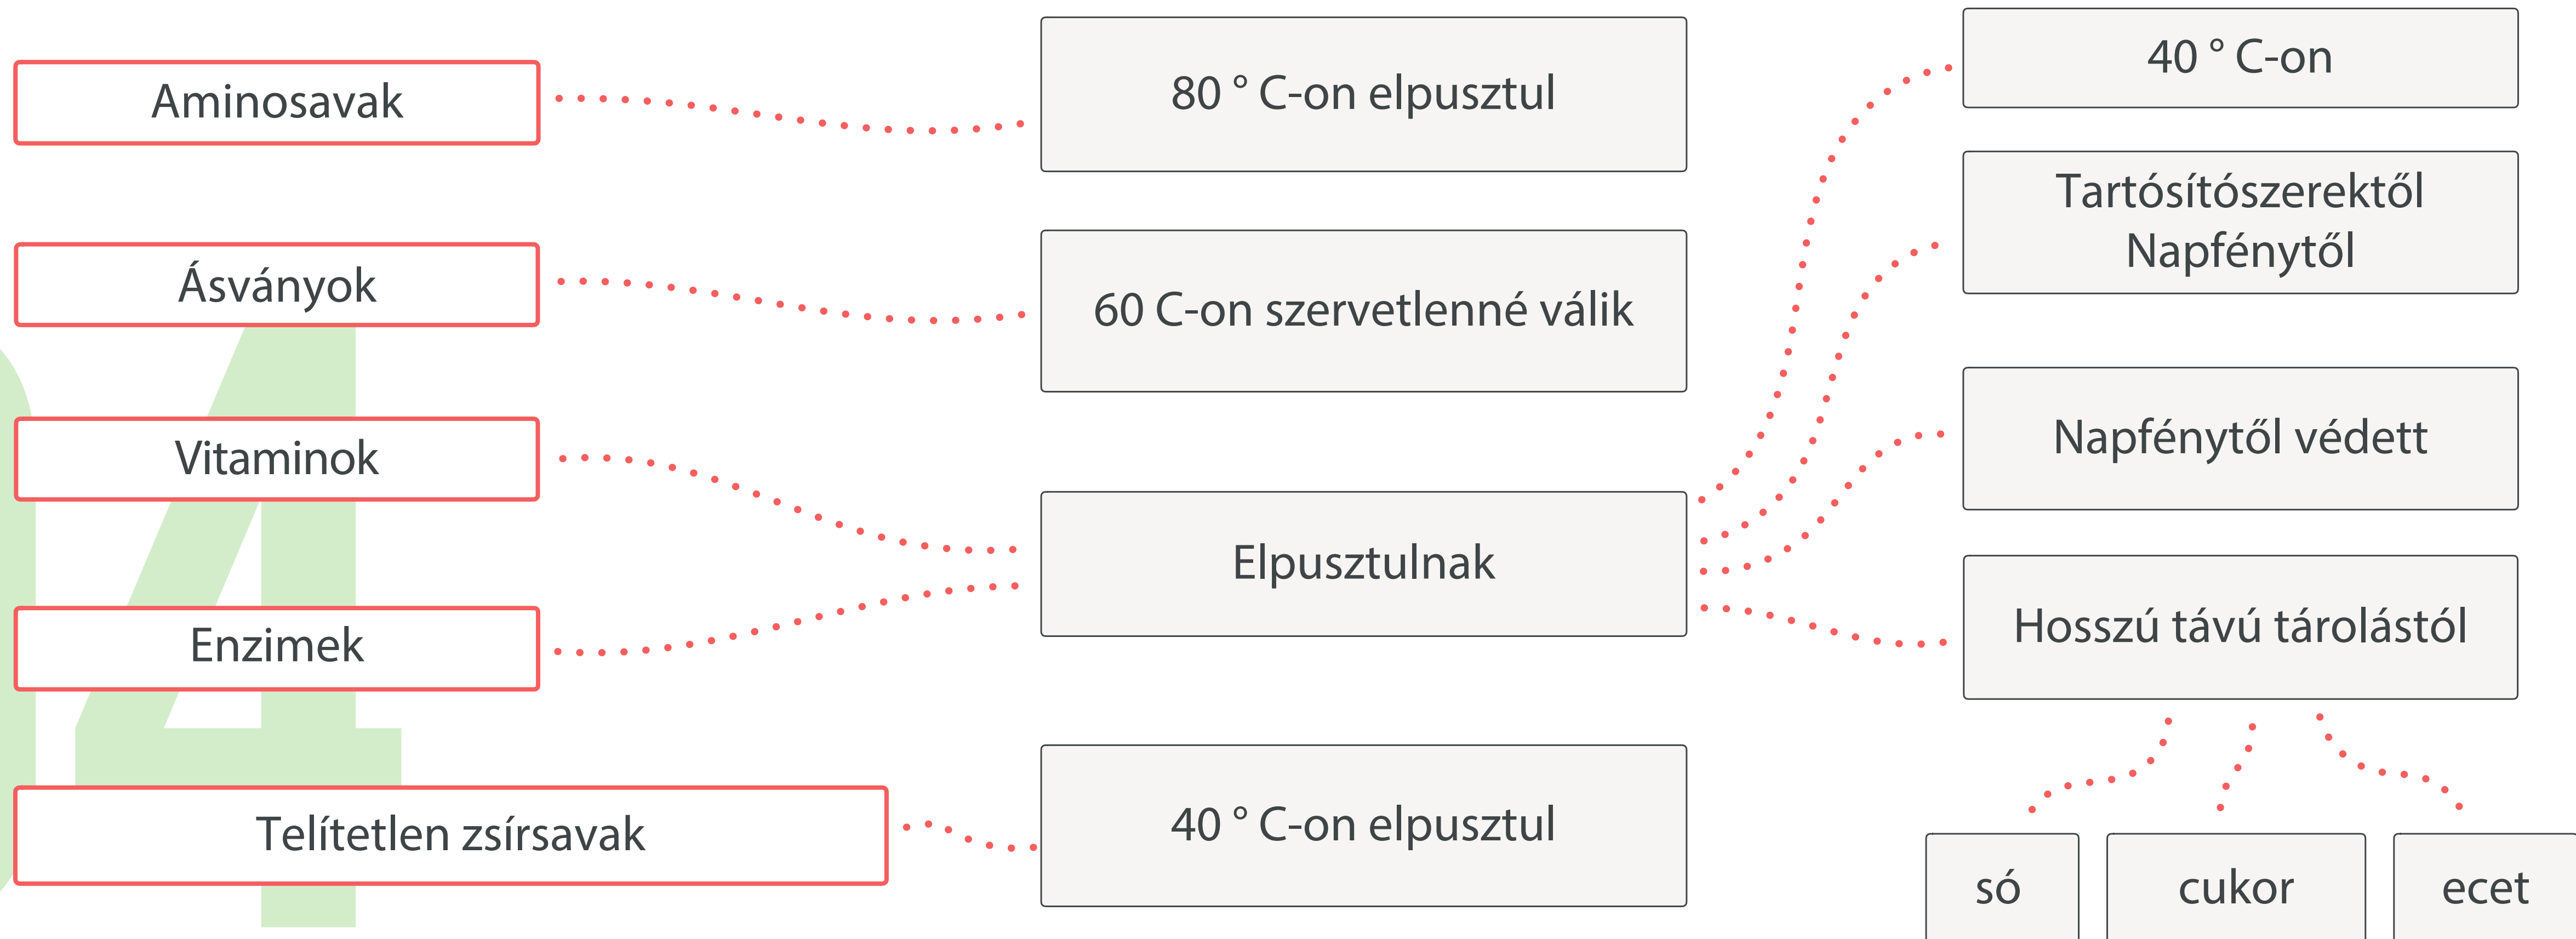 Aminosavak
Ásványok
Vitaminok
Enzimek
Telítetlen zsírsavak
80 ° C-on elpusztul
60 C-on szervetlenné válik
Elpusztulnak
40 ° C-on elpusztul
40 ° C-on
Tartósítószerektől
Napfénytől
Napfénytől védett
Hosszú távú tárolástól
só
cukor
ecet
4